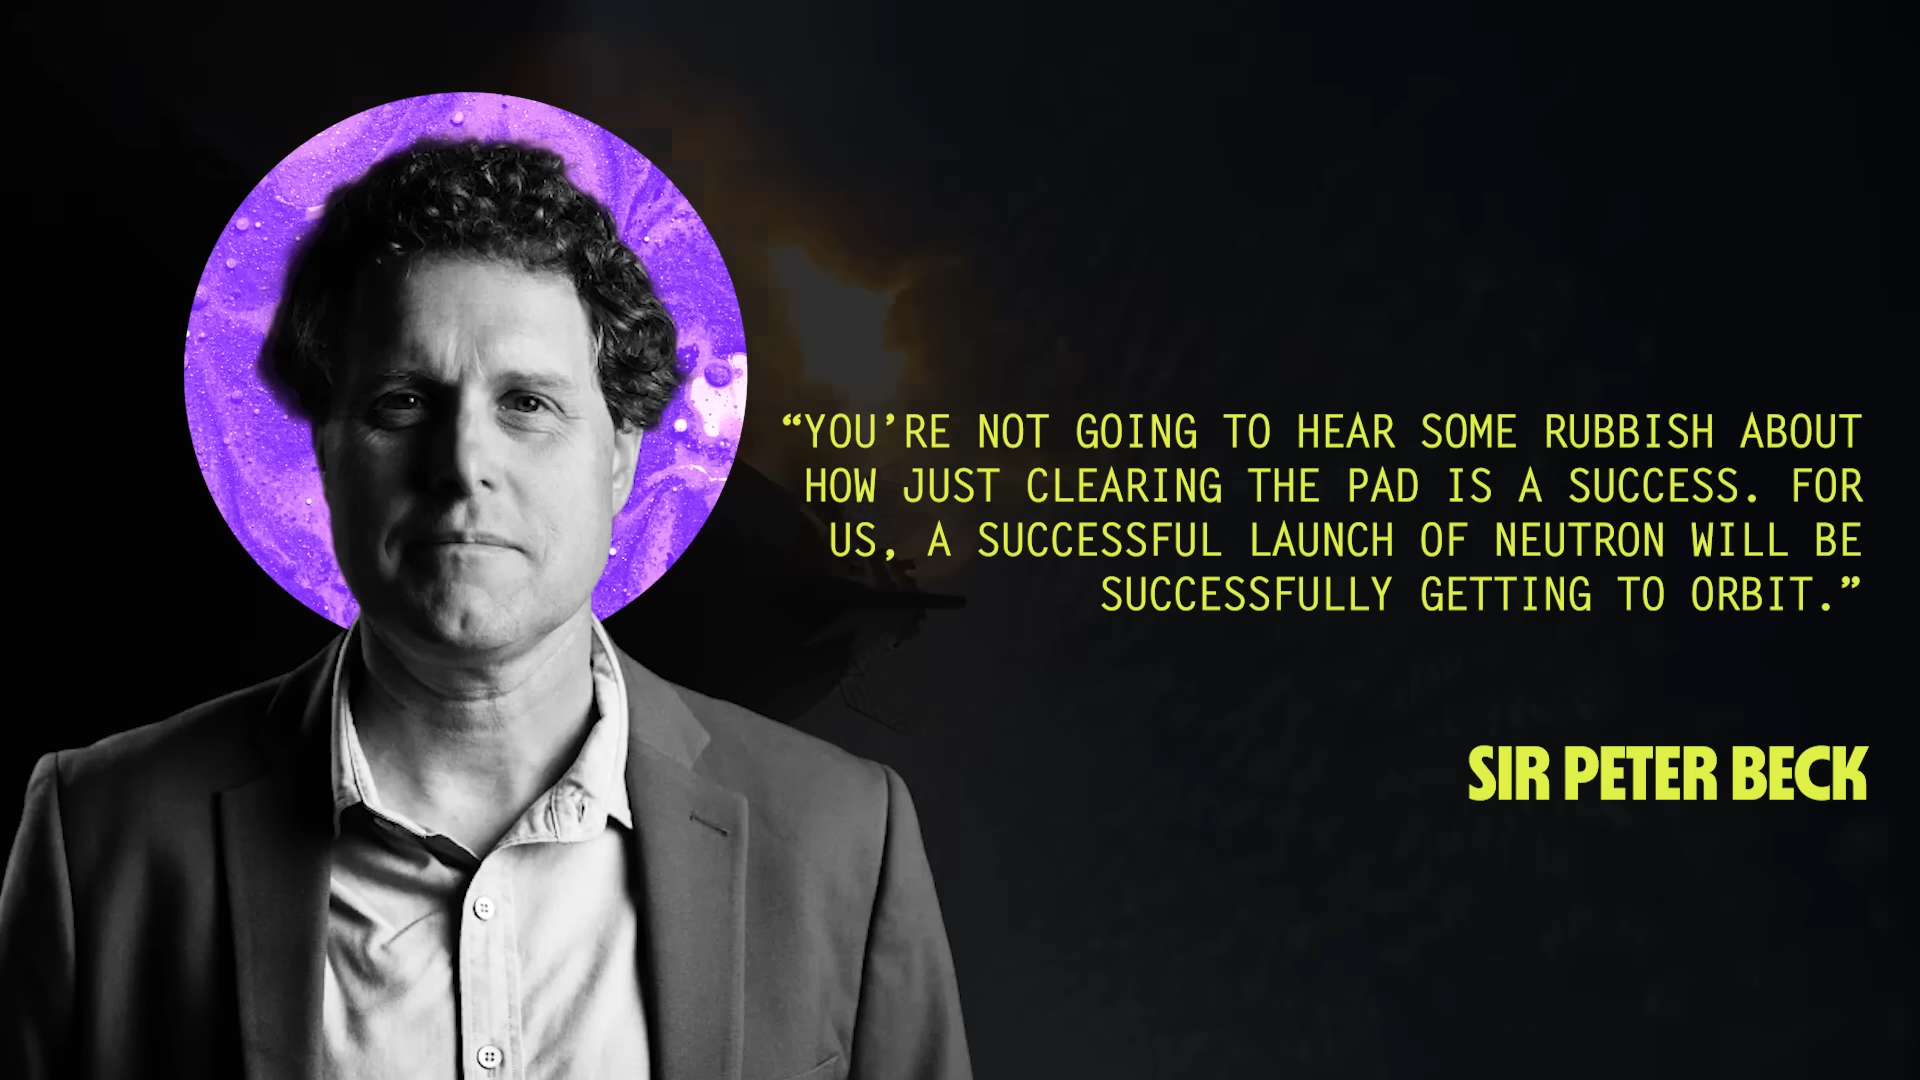 “YOU’RE NOT GOING TO HEAR SOME RUBBISH ABOUT
HOW JUST CLEARING THE PAD IS A SUCCESS. FOR
US, A SUCCESSFUL LAUNCH OF NEUTRON WILL BE
SUCCESSFULLY GETTING TO ORBIT.”
SIR PETER BECK